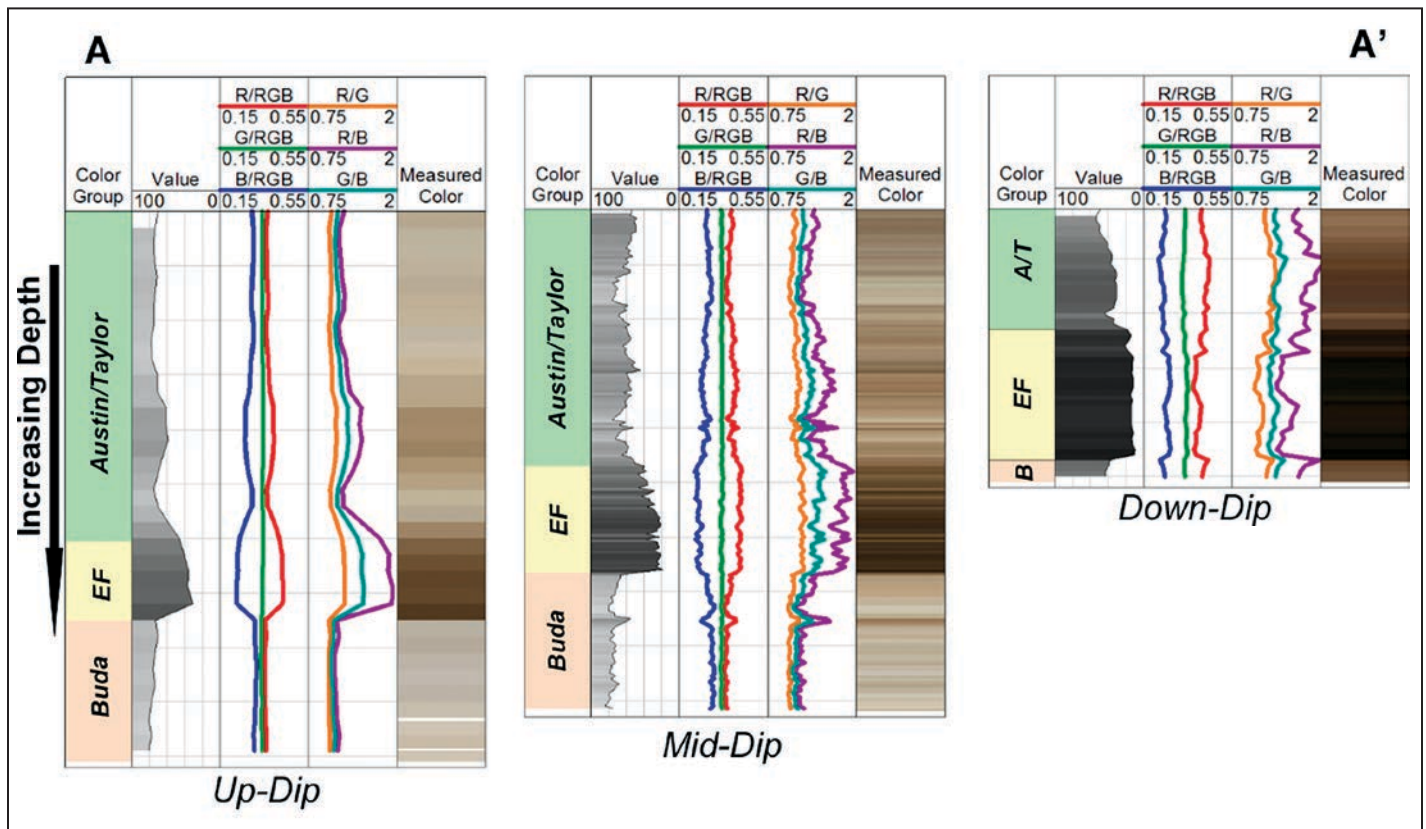 A
A'
R/RGB R/G
0.15 0.55 0.75 2
G/RGB R/B
0.15 0.55 0.75 2
Color Group Value B/RGB G/B Measured Color
100 0 0.15 0.55 0.75 2
Austin/Taylor
EF
Buda
Increasing Depth
Up-Dip
R/RGB R/G
0.15 0.55 0.75 2
G/RGB R/B
0.15 0.55 0.75 2
Color Group Value B/RGB G/B Measured Color
100 0 0.15 0.55 0.75 2
Austin/Taylor
EF
Buda
Mid-Dip
R/RGB R/G
0.15 0.55 0.75 2
G/RGB R/B
0.15 0.55 0.75 2
Color Group Value B/RGB G/B Measured Color
100 0 0.15 0.55 0.75 2
A/T
EF
B
Down-Dip